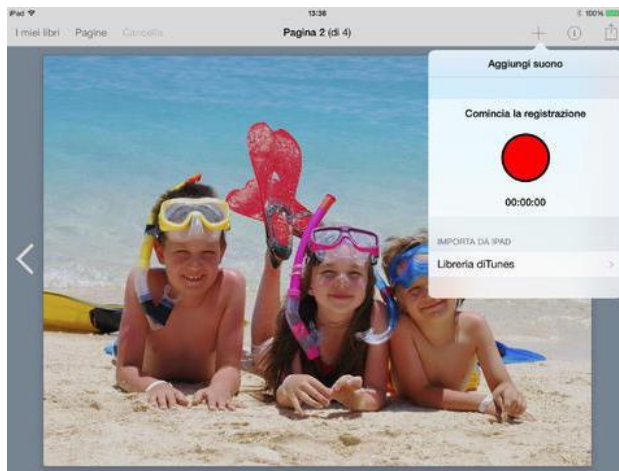 iPad
13:36
100%
I miei libri Pagine Cancella Pagina 2 (di 4)
Aggiungi suono
Comincia la registrazione
00:00:00
IMPORTA DA IPAD
Libreria diTunes